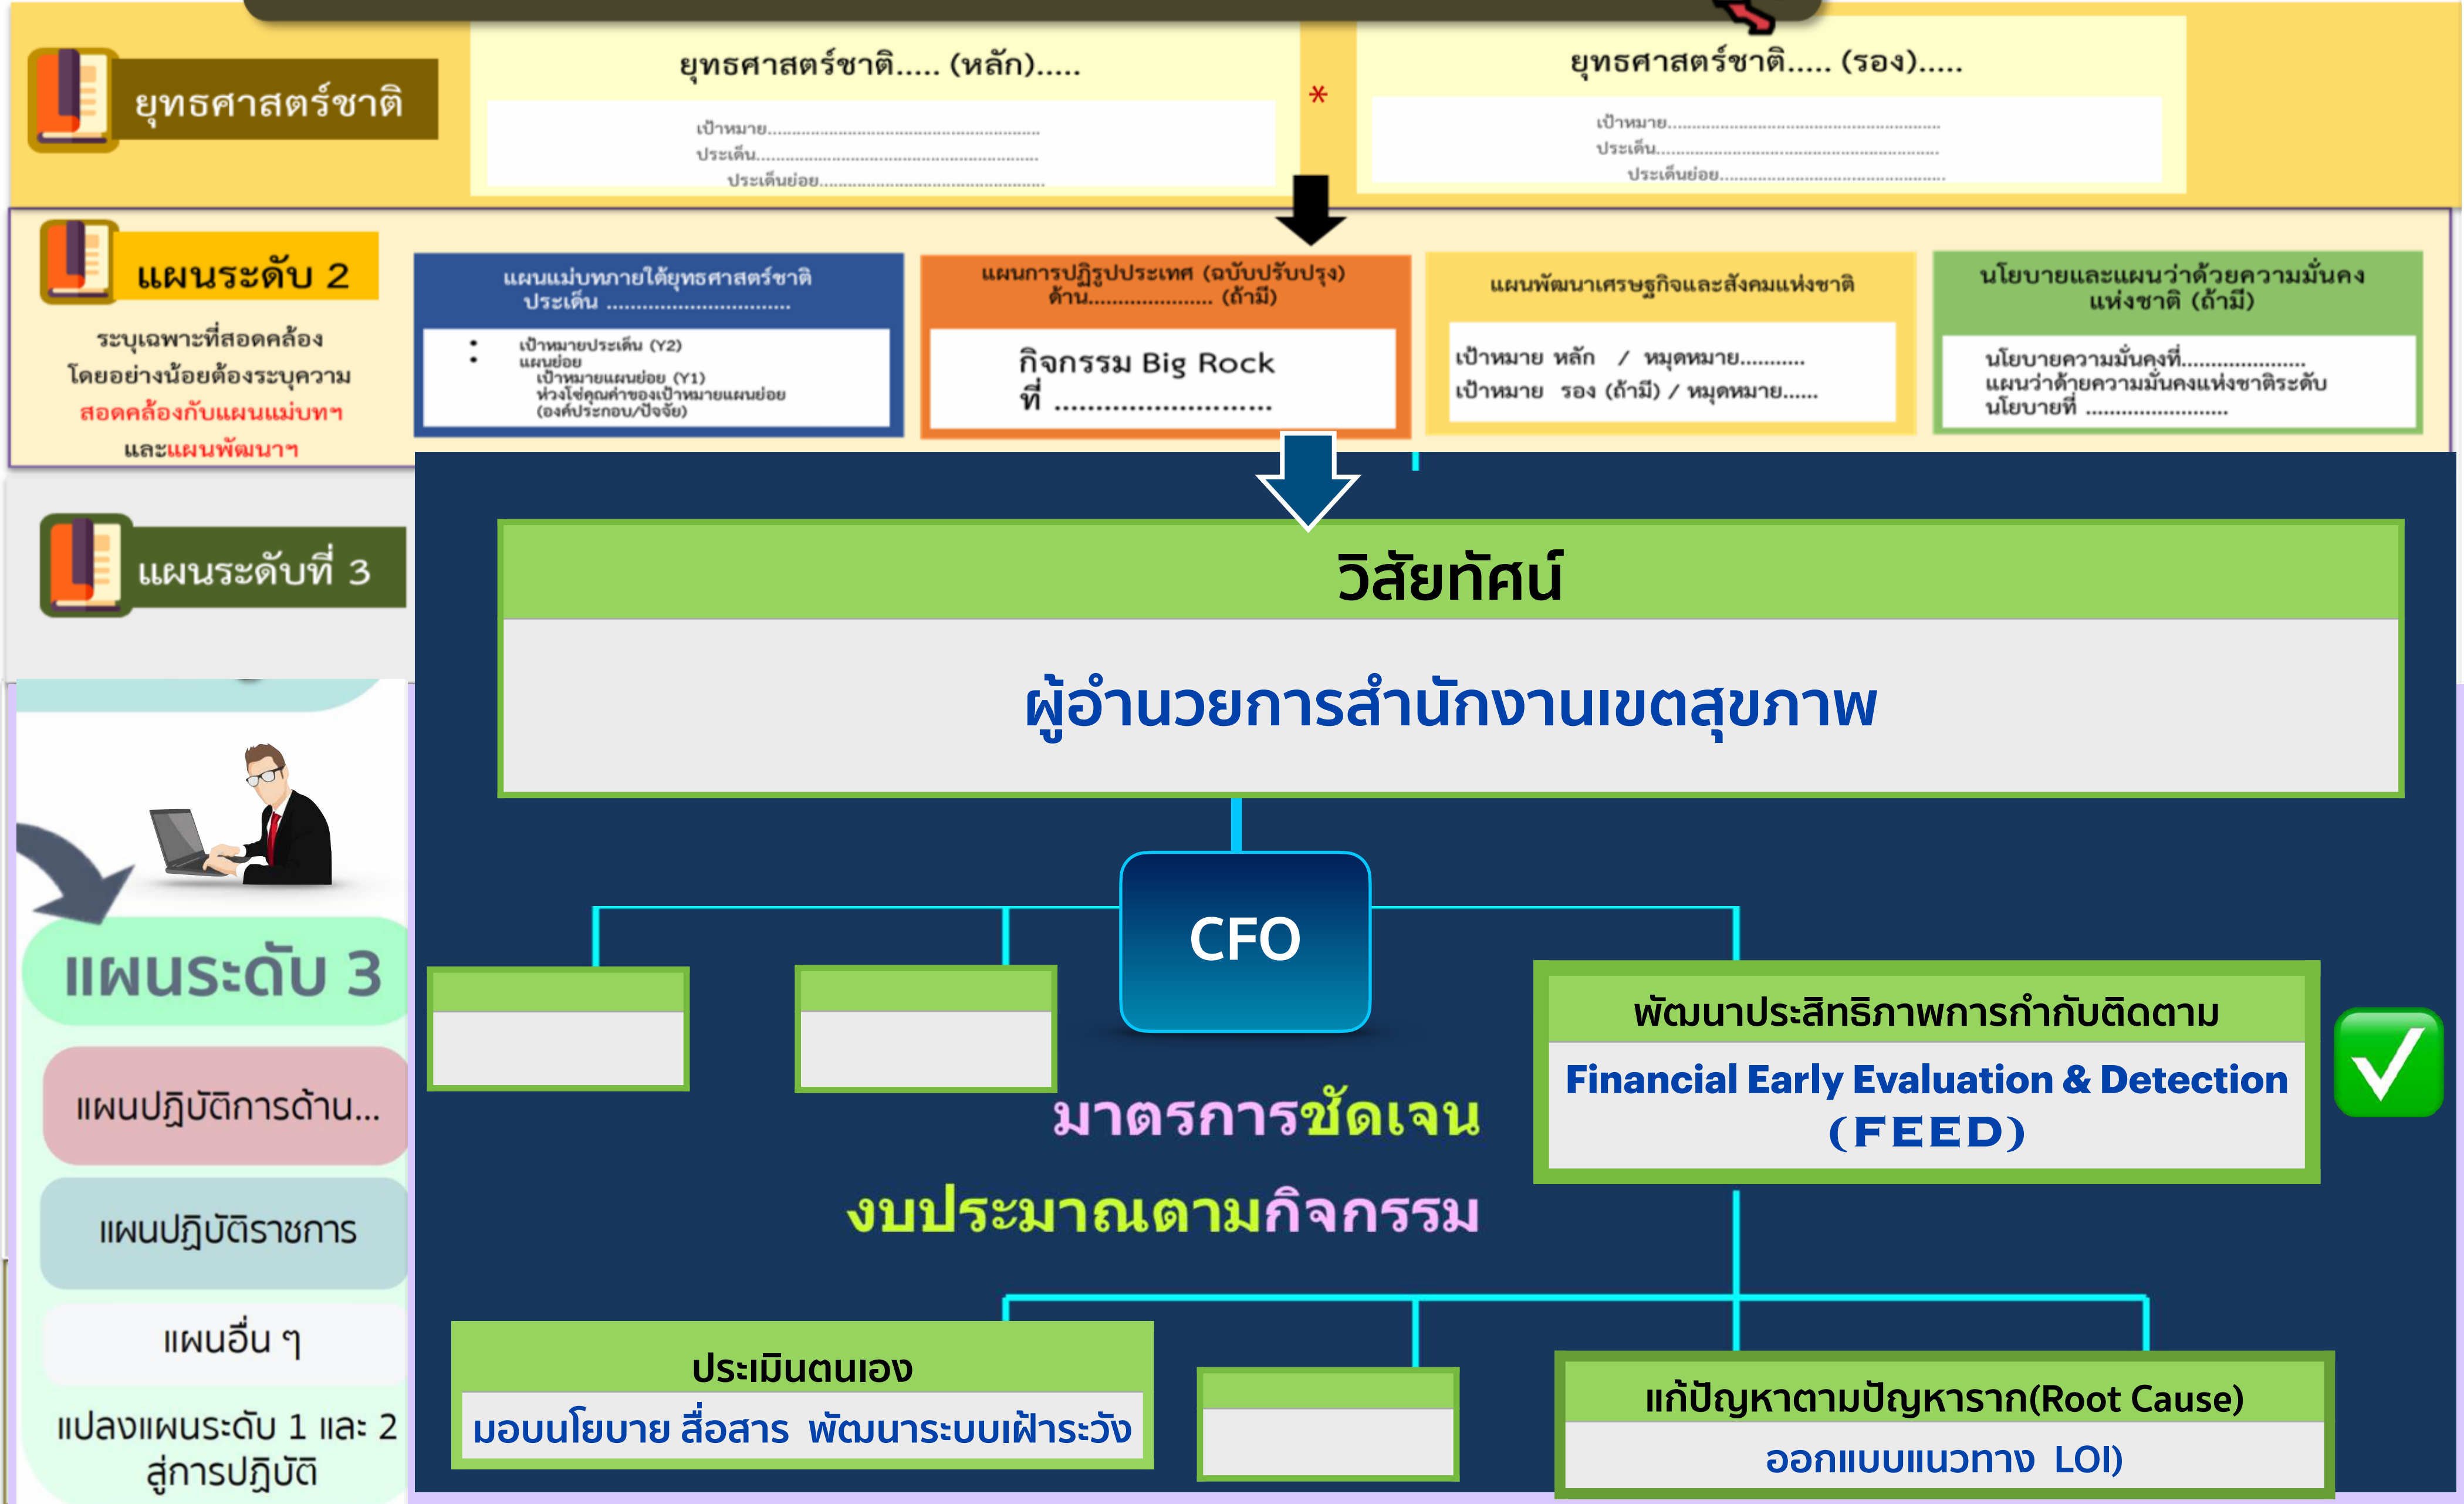 ยุทธศาสตร์ชาติ
ยุทธศาสตร์ชาติ..... (หลัก).....
เป้าหมาย..........................................................
ประเด็น............................................................
ประเด็นย่อย................................................
*
ยุทธศาสตร์ชาติ..... (รอง).....
เป้าหมาย..........................................................
ประเด็น............................................................
ประเด็นย่อย................................................
แผนระดับ 2
ระบุเฉพาะที่สอดคล้อง
โดยอย่างน้อยต้องระบุความ
สอดคล้องกับแผนแม่บทฯ
และแผนพัฒนาฯ
แผนแม่บทภายใต้ยุทธศาสตร์ชาติ
ประเด็น ...............................
• เป้าหมายประเด็น (Y2)
• แผนย่อย
เป้าหมายแผนย่อย (Y1)
ห่วงโซ่คุณค่าของเป้าหมายแผนย่อย
(องค์ประกอบ/ปัจจัย)
แผนการปฏิรูปประเทศ (ฉบับปรับปรุง)
ด้าน..................... (ถ้ามี)
กิจกรรม Big Rock
ที่ .........................
แผนพัฒนาเศรษฐกิจและสังคมแห่งชาติ
เป้าหมาย หลัก / หมุดหมาย...........
เป้าหมาย รอง (ถ้ามี) / หมุดหมาย......
นโยบายและแผนว่าด้วยความมั่นคง
แห่งชาติ (ถ้ามี)
นโยบายความมั่นคงที่.....................
แผนว่าด้ายความมั่นคงแห่งชาติระดับ
นโยบายที่ ........................
แผนระดับที่ 3
วิสัยทัศน์
ผู้อำนวยการสำนักงานเขตสุขภาพ
CFO
พัฒนาประสิทธิภาพการกำกับติดตาม
Financial Early Evaluation & Detection
(FEED)
มาตรการชัดเจน
งบประมาณตามกิจกรรม
ประเมินตนเอง
มอบนโยบาย สื่อสาร พัฒนาระบบเฝ้าระวัง
แก้ปัญหาตามปัญหาราก(Root Cause)
ออกแบบแนวทาง LOI)
แผนระดับ 3
แผนปฏิบัติการด้าน...
แผนปฏิบัติราชการ
แผนอื่น ๆ
แปลงแผนระดับ 1 และ 2
สู่การปฏิบัติ